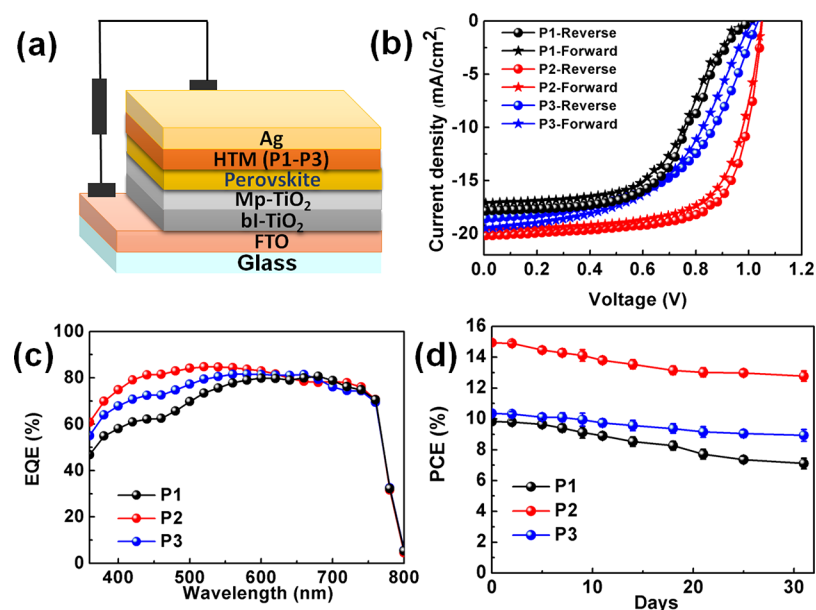 (a)
Ag
HTM (P1-P3)
Perovskite
Mp-TiO₂
bl-TiO₂
FTO
Glass
(b)
Current density (mA/cm²)
0
-5
-10
-15
-20
P1-Reverse
P1-Forward
P2-Reverse
P2-Forward
P3-Reverse
P3-Forward
0.0 0.2 0.4 0.6 0.8 1.0 1.2
Voltage (V)
(c)
EQE (%)
100
80
60
40
20
0
P1
P2
P3
400 500 600 700 800
Wavelength (nm)
(d)
PCE (%)
16
14
12
10
8
6
4
2
0
P1
P2
P3
0 10 20 30
Days